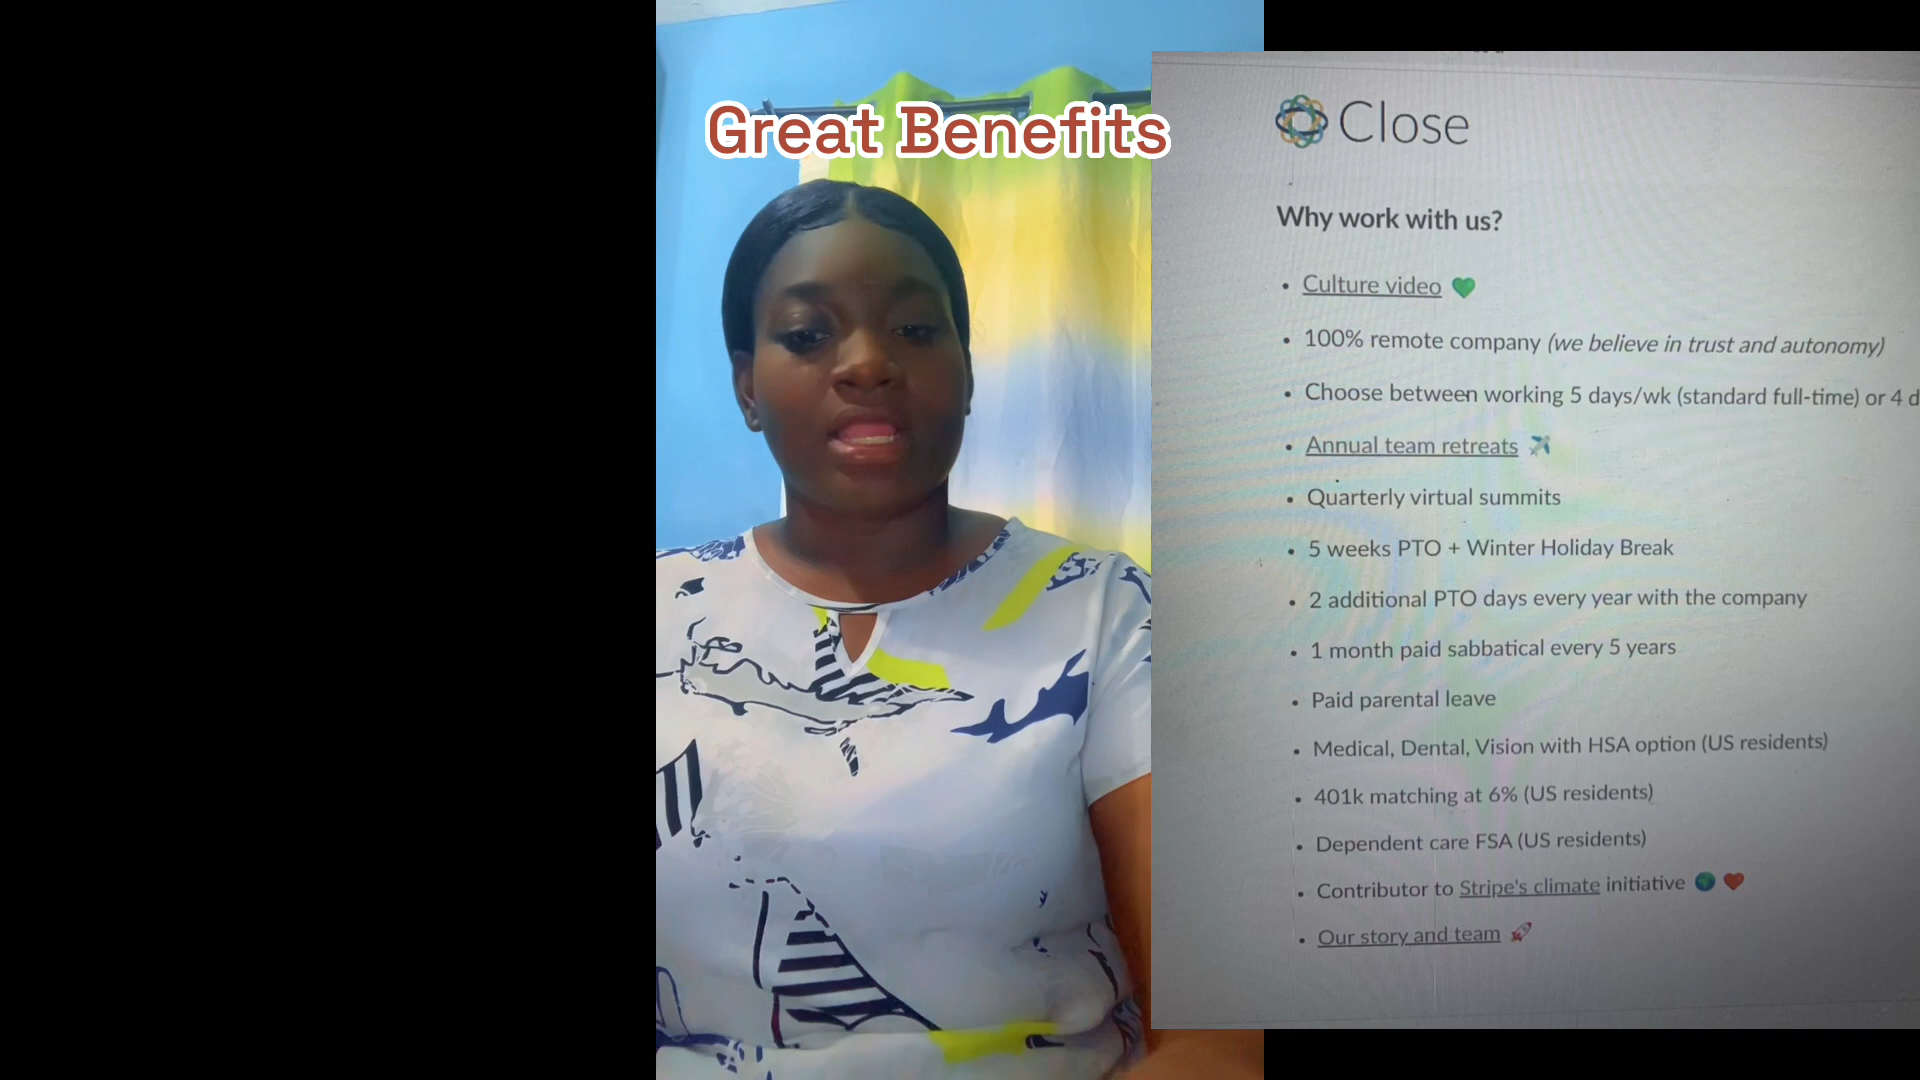 Great Benefits
Close
Why work with us?
• Culture video 💚
• 100% remote company (we believe in trust and autonomy)
• Choose between working 5 days/wk (standard full-time) or 4 d
• Annual team retreats ✈️
• Quarterly virtual summits
• 5 weeks PTO + Winter Holiday Break
• 2 additional PTO days every year with the company
• 1 month paid sabbatical every 5 years
• Paid parental leave
• Medical, Dental, Vision with HSA option (US residents)
• 401k matching at 6% (US residents)
• Dependent care FSA (US residents)
• Contributor to Stripe's climate initiative 🌍 ❤️
• Our story and team 🚀